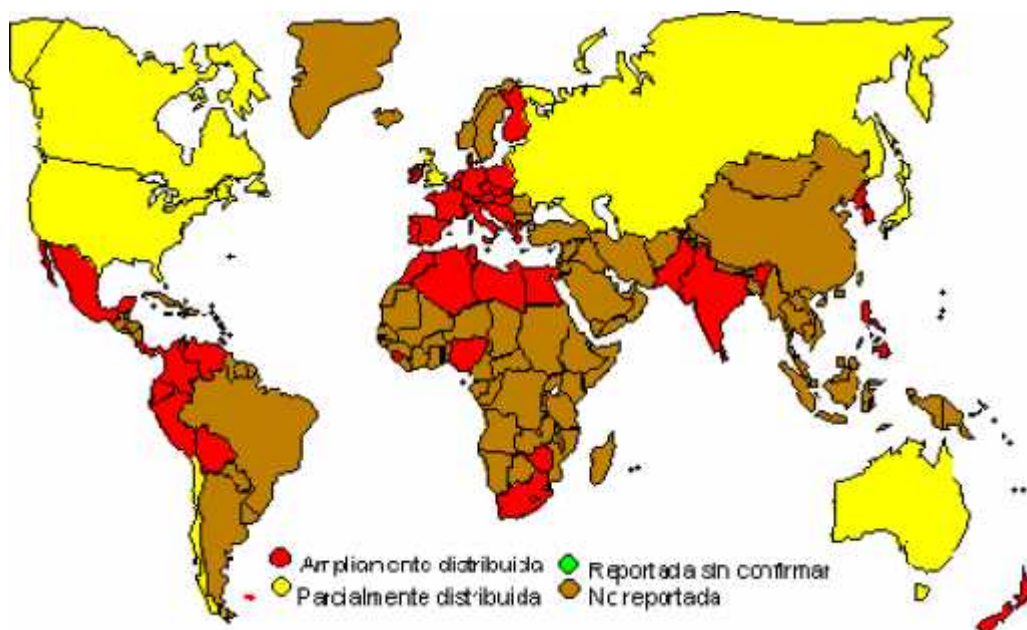 Ampliamente distribuida
Parcialmente distribuida
Reportada sin confirmar
No reportada